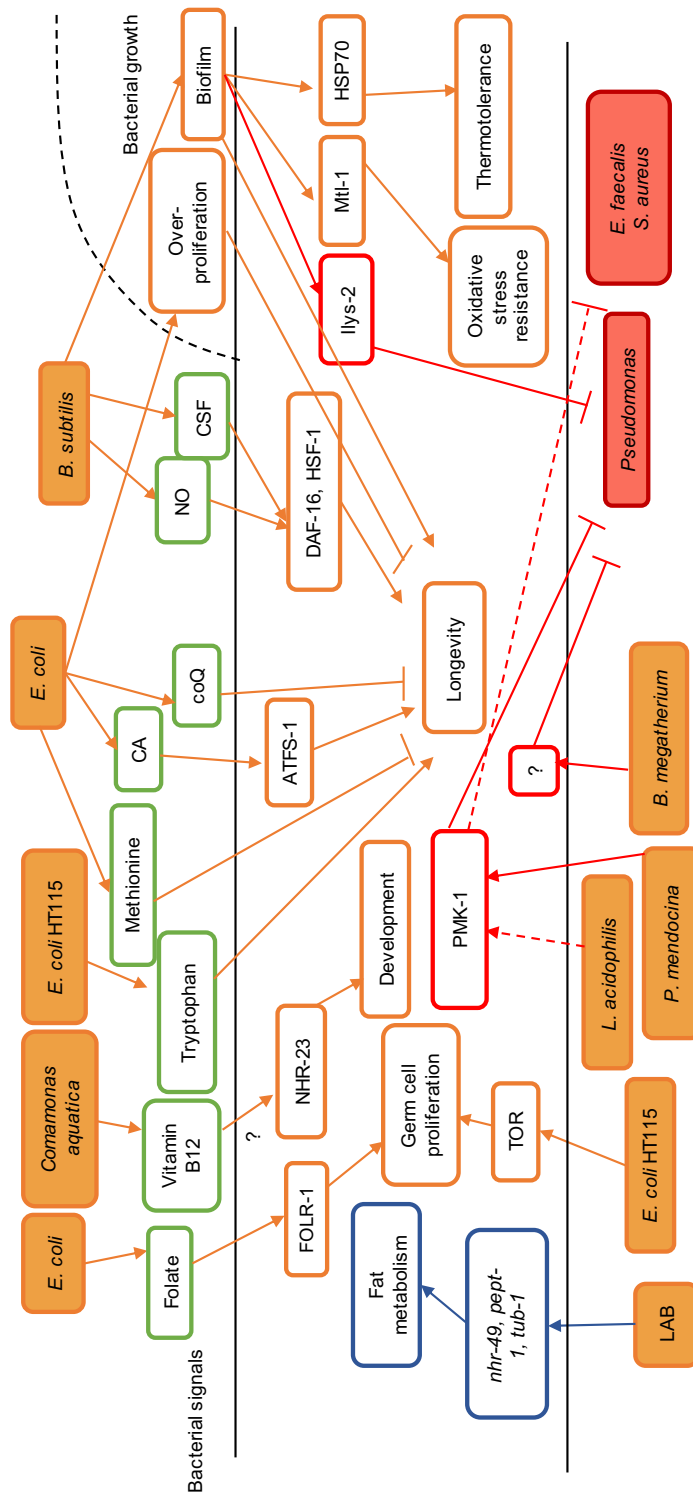 E. coli
Comamonas
aquatica
E. coli HT115
E. coli
B. subtilis
Bacterial signals
Folate
Vitamin
B12
Tryptophan
Methionine
CA
coQ
NO
CSF
Over-
proliferation
Biofilm
Bacterial growth
?
FOLR-1
NHR-23
ATFS-1
DAF-16, HSF-1
Ilys-2
Mtl-1
HSP70
Fat
metabolism
Germ cell
proliferation
Development
Longevity
Oxidative
stress
resistance
Thermotolerance
nhr-49, pept-
1, tub-1
TOR
PMK-1
?
LAB
E. coli HT115
L. acidophilis
P. mendocina
B. megatherium
Pseudomonas
E. faecalis
S. aureus